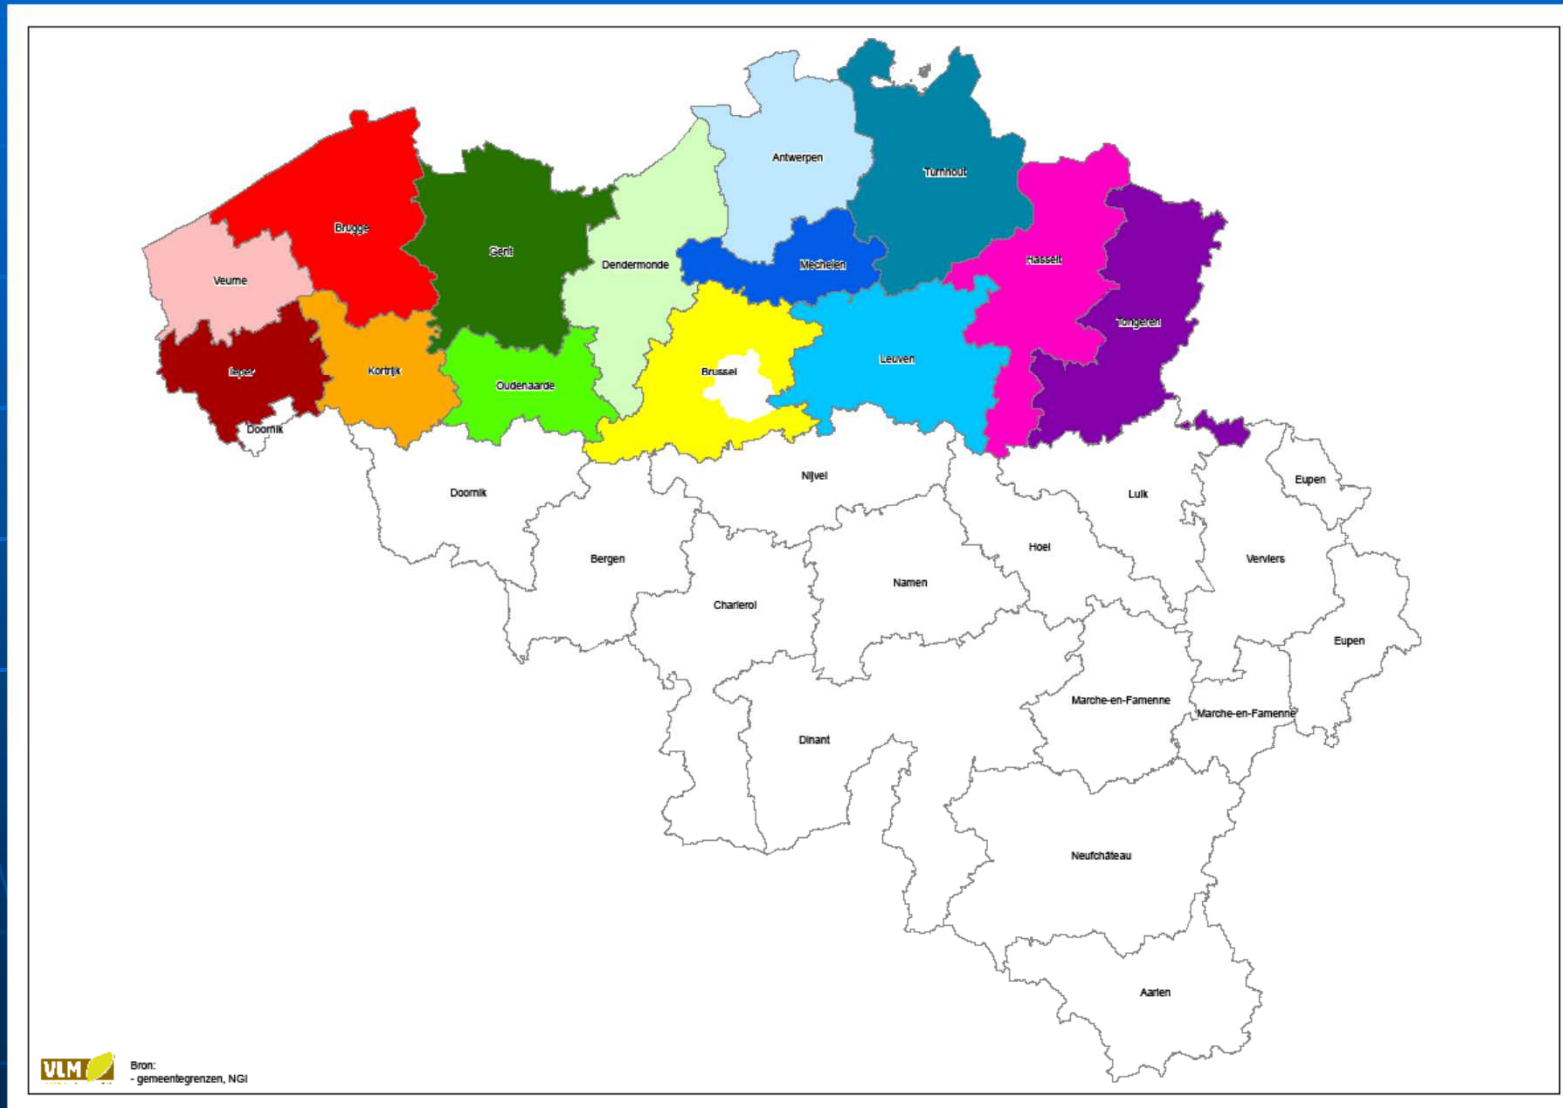 Antwerpen
Turnhout
Brugge
Gent
Hasselt
Dendermonde
Mechelen
Veurne
Tongeren
Leuven
Ieper
Kortrijk
Brussel
Oudenaarde
Doornik
Nijvel
Eupen
Doornik
Luik
Hoei
Bergen
Verviers
Namen
Charleroi
Eupen
Marche-en-Famenne
Marche-en-Famenne
Dinant
Neufchâteau
Aarlen
VLM
Bron:
- gemeentegrenzen, NGI